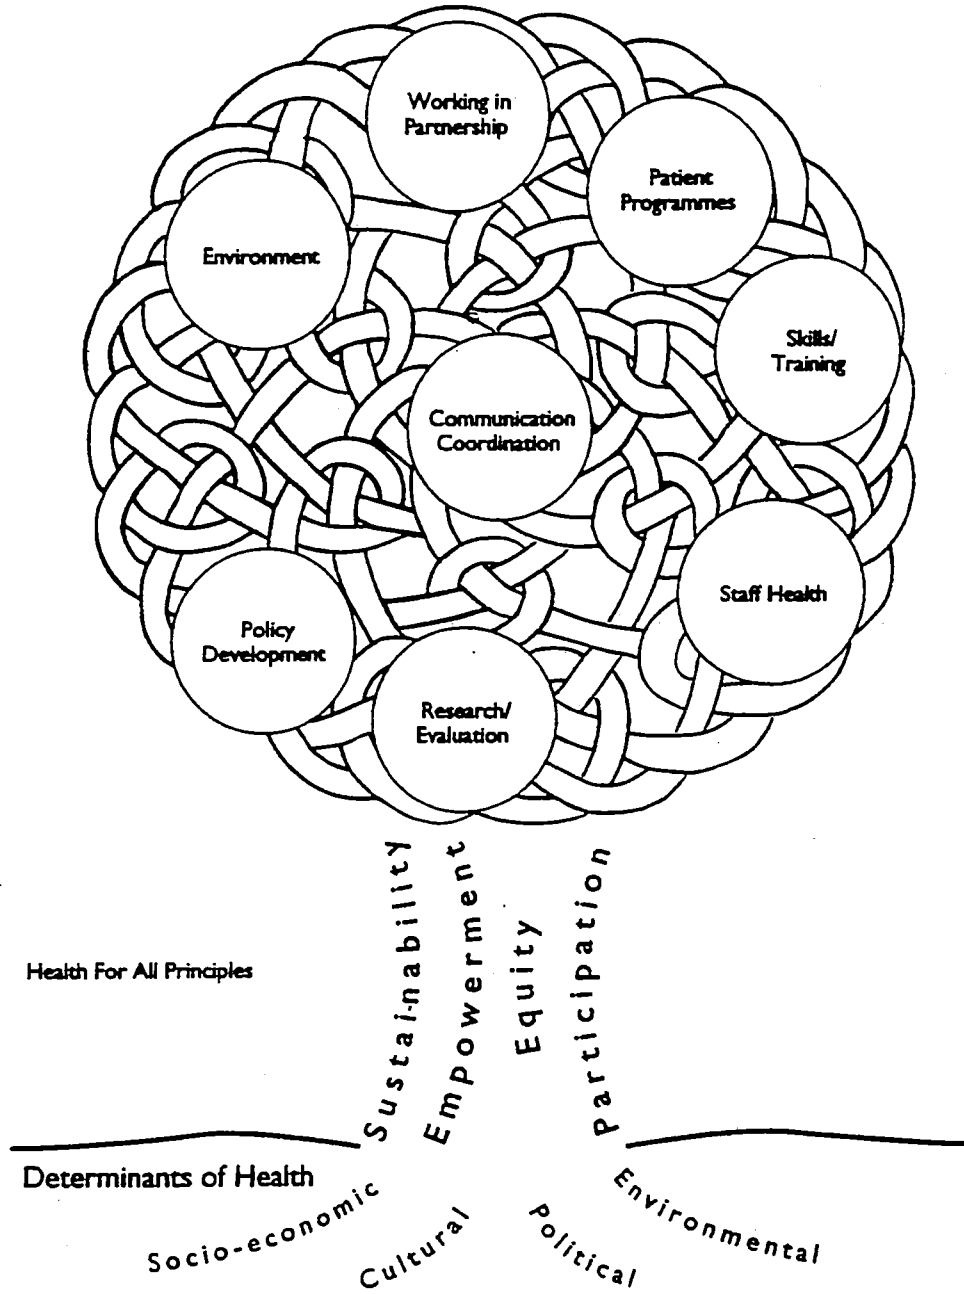 Working in
Partnership
Patient
Programmes
Environment
Skills/
Training
Communication
Coordination
Staff Health
Policy
Development
Research/
Evaluation
Sustainability
Empowerment
Equity
Participation
Health For All Principles
Determinants of Health
Socio-economic
Cultural
Political
Environmental